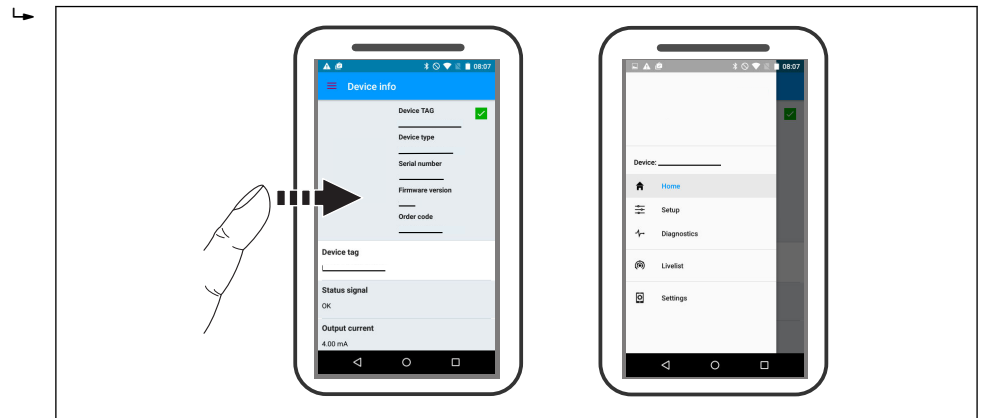 08:07
Device info
Device TAG
Device type
Serial number
Firmware version
Order code
Device tag
Status signal
OK
Output current
4.00 mA
08:07
Device:
Home
Setup
Diagnostics
Livelist
Settings